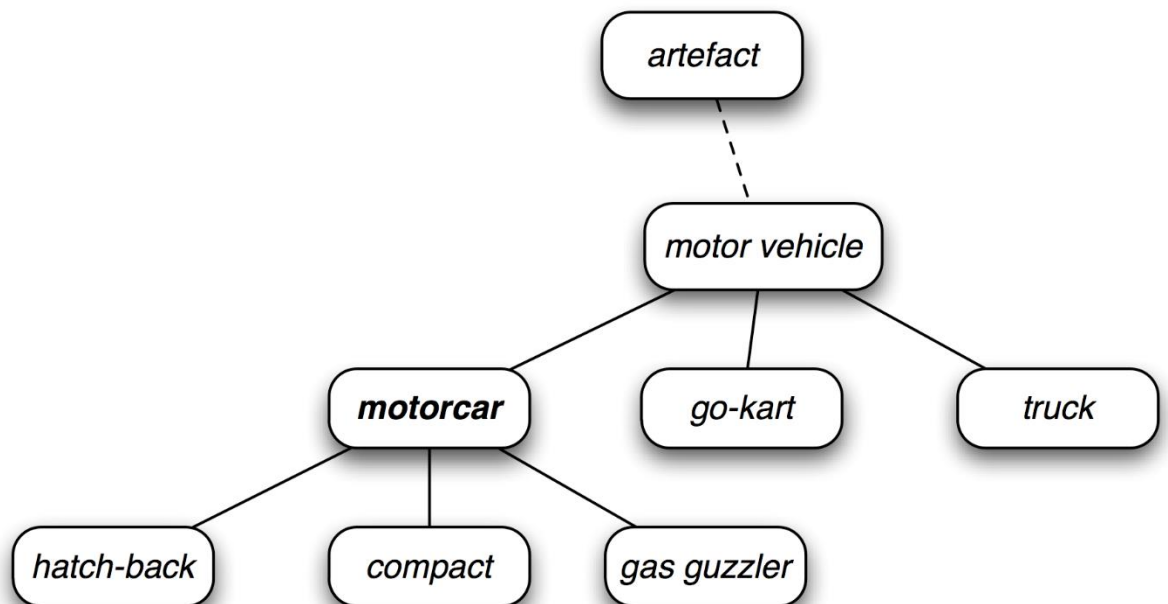 artefact
motor vehicle
motorcar
go-kart
truck
hatch-back
compact
gas guzzler